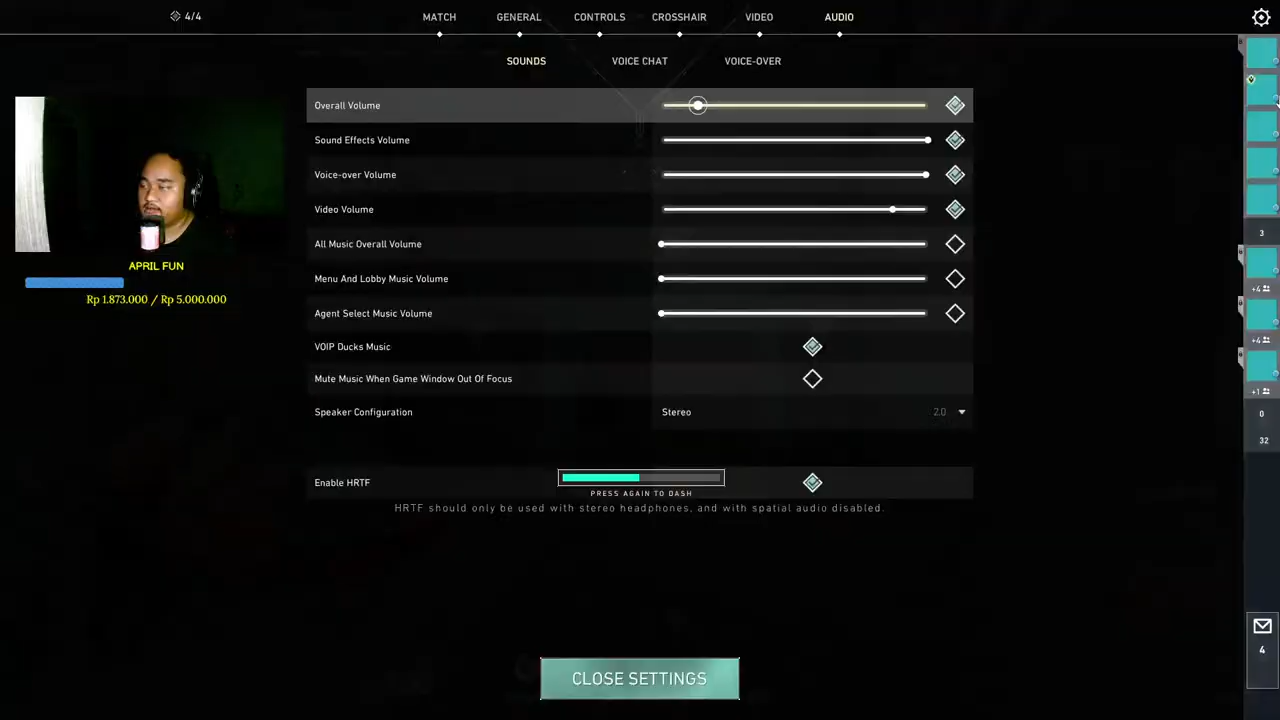 4/4
MATCH GENERAL CONTROLS CROSSHAIR VIDEO AUDIO
SOUNDS VOICE CHAT VOICE-OVER
Overall Volume
Sound Effects Volume
Voice-over Volume
Video Volume
All Music Overall Volume
Menu And Lobby Music Volume
Agent Select Music Volume
VOIP Ducks Music
Mute Music When Game Window Out Of Focus
Speaker Configuration Stereo 2.0
Enable HRTF
PRESS AGAIN TO DASH
HRTF should only be used with stereo headphones, and with spatial audio disabled.
CLOSE SETTINGS
APRIL FUN
Rp 1.873.000 / Rp 5.000.000
3
+4
+4
+1
0
32
4